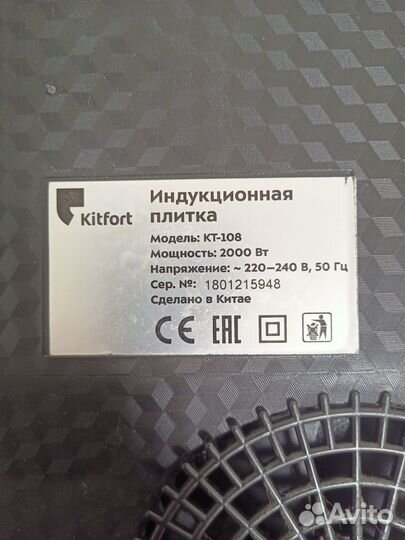 Kitfort
Индукционная
плитка
Модель: КТ-108
Мощность: 2000 Вт
Напряжение: ~ 220–240 В, 50 Гц
Сер. №: 1801215948
Сделано в Китае
CE EAC
Avito